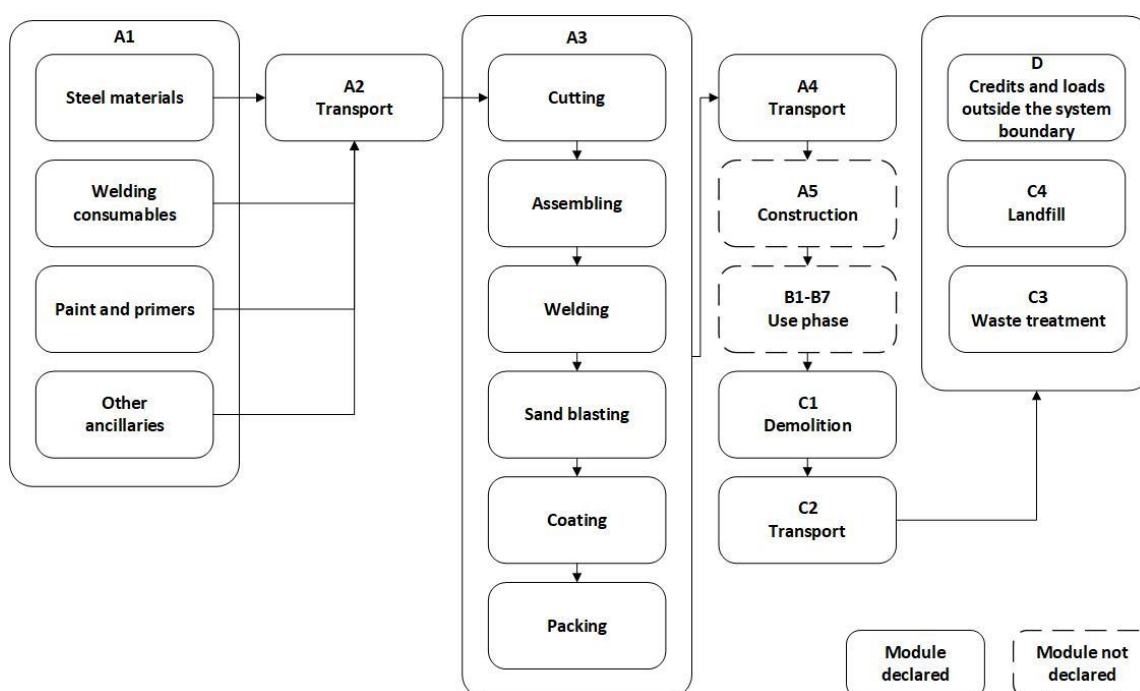 A1
Steel materials
Welding
consumables
Paint and primers
Other
ancillaries
A2
Transport
A3
Cutting
Assembling
Welding
Sand blasting
Coating
Packing
A4
Transport
A5
Construction
B1-B7
Use phase
C1
Demolition
C2
Transport
D
Credits and loads
outside the system
boundary
C4
Landfill
C3
Waste treatment
Module
declared
Module not
declared